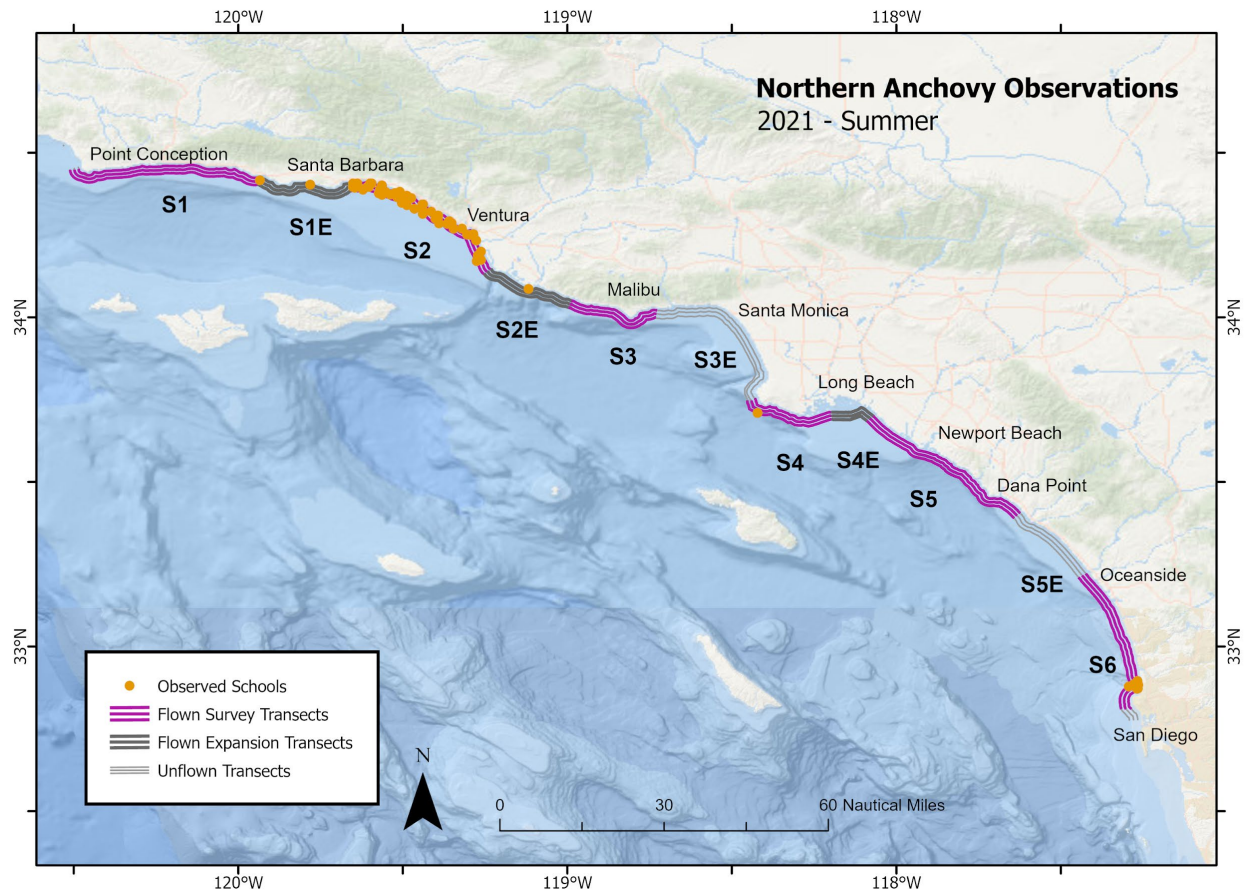 120°W
119°W
118°W
Northern Anchovy Observations
2021 - Summer
Point Conception
Santa Barbara
S1
S1E
S2
Ventura
34°N
34°N
Malibu
Santa Monica
S2E
S3
S3E
Long Beach
Newport Beach
S4
S4E
Dana Point
S5
Oceanside
S5E
33°N
33°N
S6
San Diego
Observed Schools
Flown Survey Transects
Flown Expansion Transects
Unflown Transects
N
0 30 60 Nautical Miles
120°W
119°W
118°W